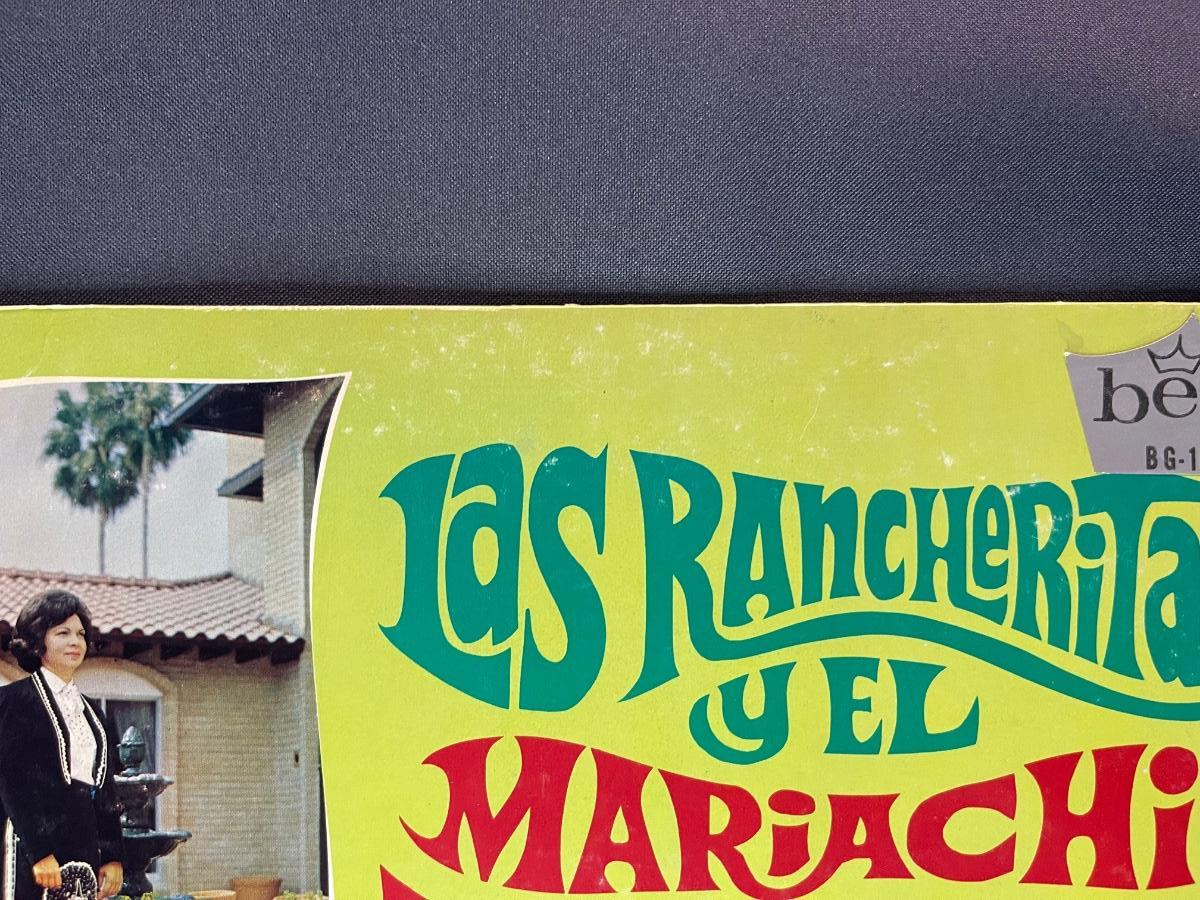 be
BG-1
Las RANCHeRiTa
y EL
MARiACHi